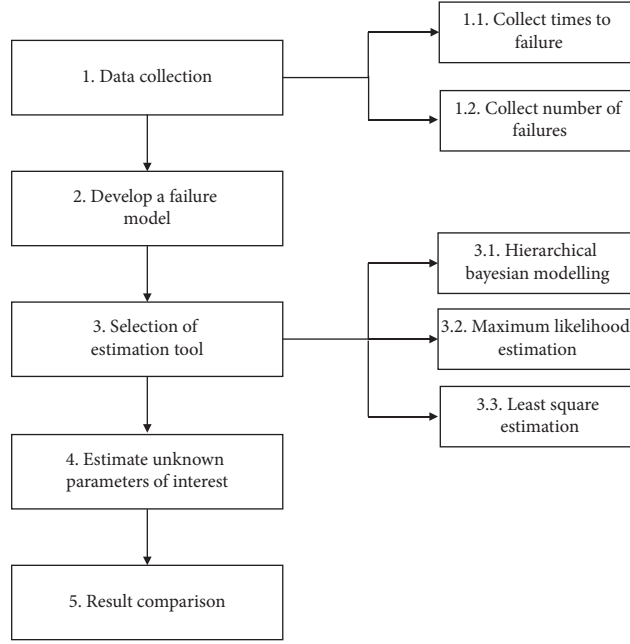 1. Data collection
1.1. Collect times to
failure
1.2. Collect number of
failures
2. Develop a failure
model
3. Selection of
estimation tool
3.1. Hierarchical
bayesian modelling
3.2. Maximum likelihood
estimation
3.3. Least square
estimation
4. Estimate unknown
parameters of interest
5. Result comparison